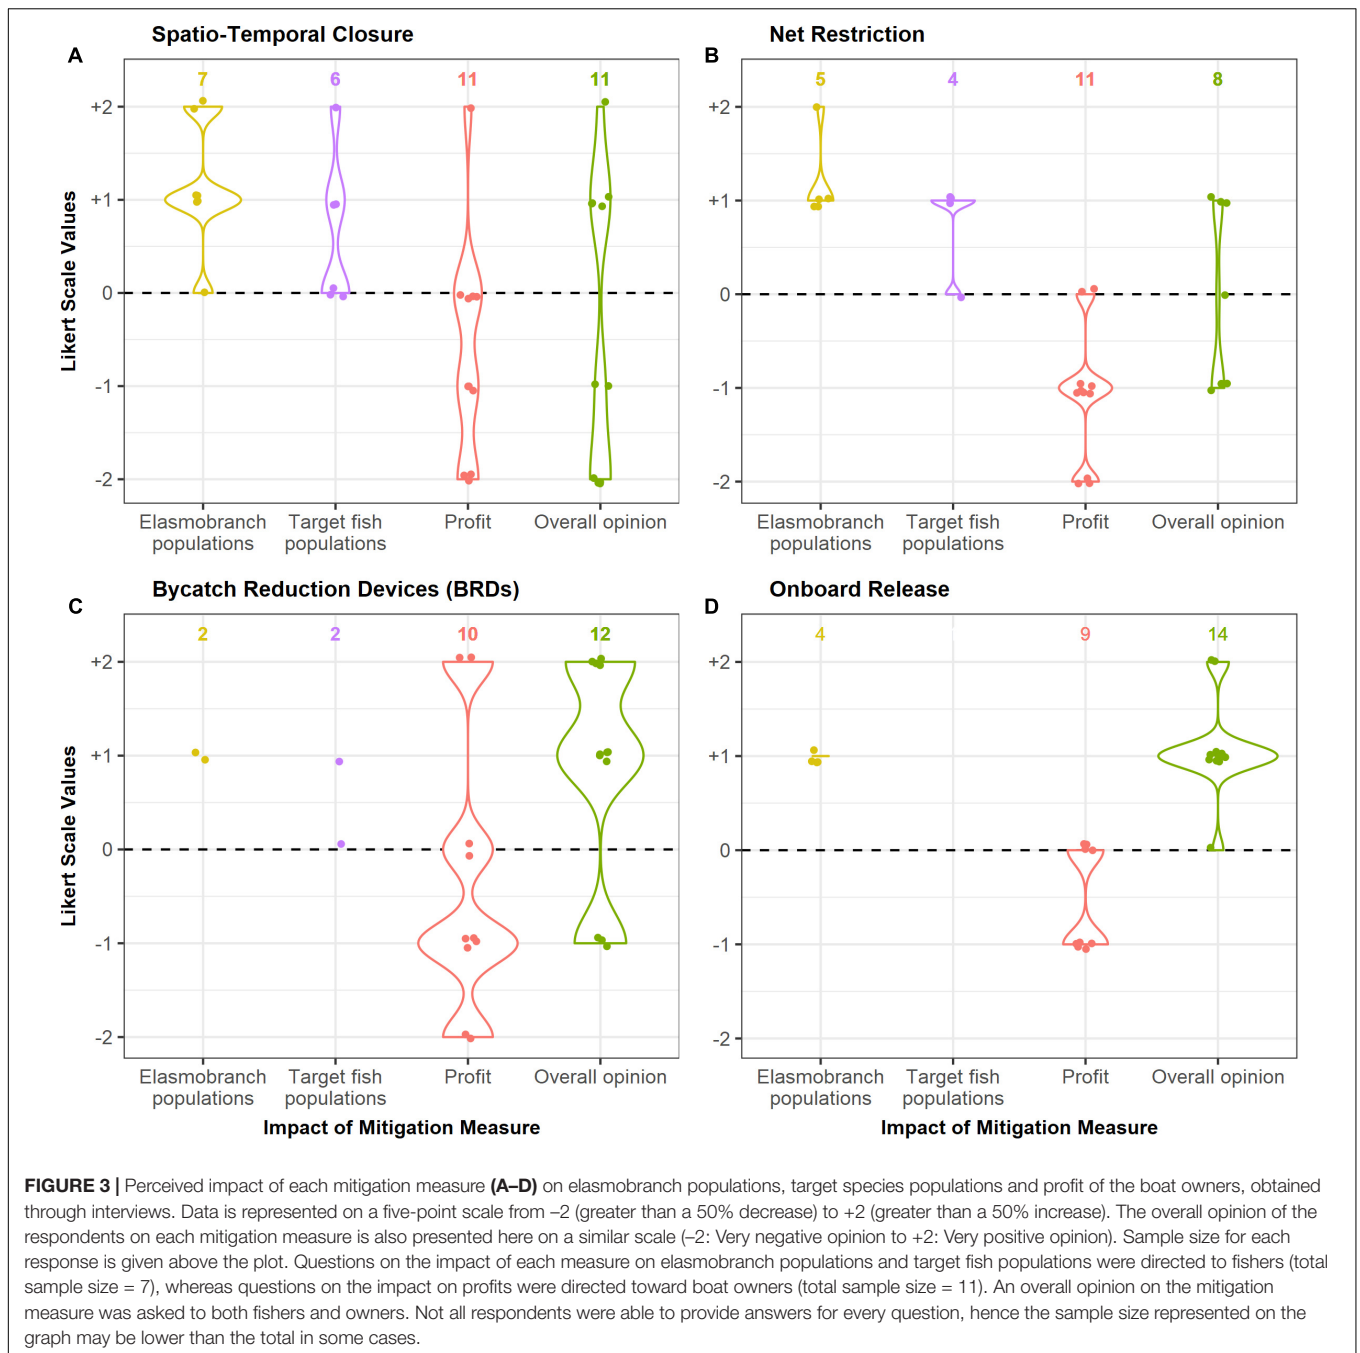 Spatio-Temporal Closure
Net Restriction
A
B
7 6 11 11
5 4 11 8
+2
+1
0
-1
-2
+2
+1
0
-1
-2
Likert Scale Values
Elasmobranch populations
Target fish populations
Profit
Overall opinion
Elasmobranch populations
Target fish populations
Profit
Overall opinion
Bycatch Reduction Devices (BRDs)
Onboard Release
C
D
2 2 10 12
4 9 14
+2
+1
0
-1
-2
+2
+1
0
-1
-2
Likert Scale Values
Elasmobranch populations
Target fish populations
Profit
Overall opinion
Elasmobranch populations
Target fish populations
Profit
Overall opinion
Impact of Mitigation Measure
Impact of Mitigation Measure
FIGURE 3 | Perceived impact of each mitigation measure (A–D) on elasmobranch populations, target species populations and profit of the boat owners, obtained
through interviews. Data is represented on a five-point scale from –2 (greater than a 50% decrease) to +2 (greater than a 50% increase). The overall opinion of the
respondents on each mitigation measure is also presented here on a similar scale (–2: Very negative opinion to +2: Very positive opinion). Sample size for each
response is given above the plot. Questions on the impact of each measure on elasmobranch populations and target fish populations were directed to fishers (total
sample size = 7), whereas questions on the impact on profits were directed toward boat owners (total sample size = 11). An overall opinion on the mitigation
measure was asked to both fishers and owners. Not all respondents were able to provide answers for every question, hence the sample size represented on the
graph may be lower than the total in some cases.